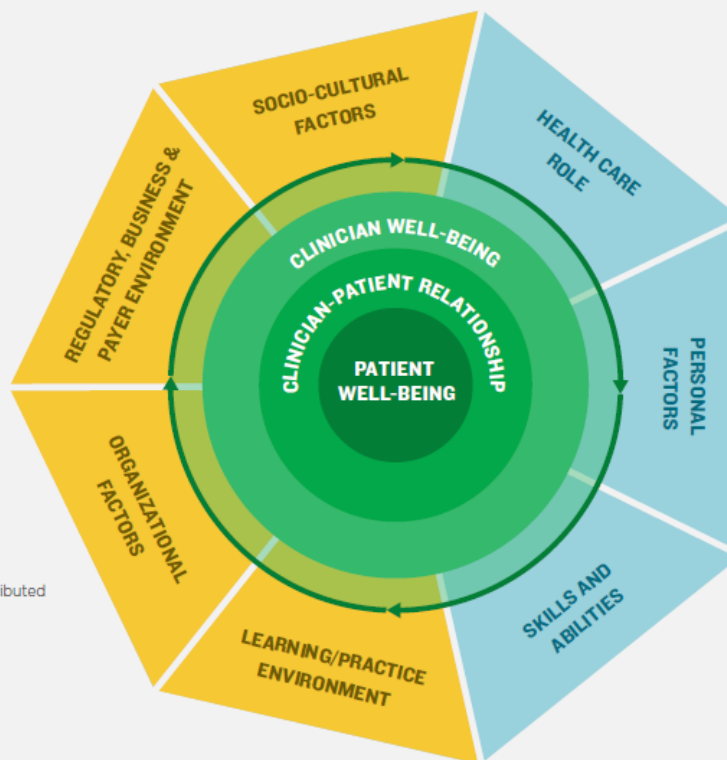 SOCIO-CULTURAL
FACTORS
HEALTH CARE
ROLE
REGULATORY, BUSINESS &
PAYER ENVIRONMENT
CLINICIAN WELL-BEING
CLINICIAN-PATIENT RELATIONSHIP
PATIENT
WELL-BEING
PERSONAL
FACTORS
ORGANIZATIONAL
FACTORS
ibuted
SKILLS AND
ABILITIES
LEARNING/PRACTICE
ENVIRONMENT